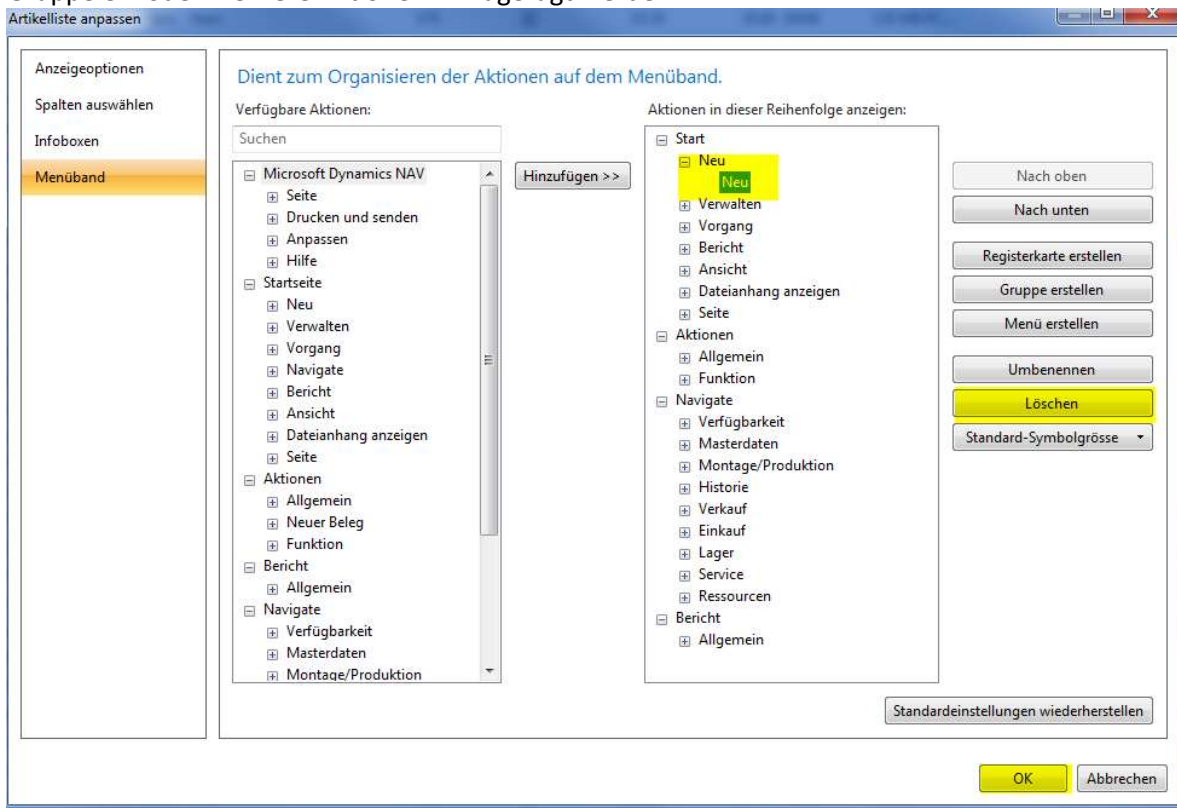 Artikelliste anpassen
Anzeigeoptionen
Spalten auswählen
Infoboxen
Menüband
Dient zum Organisieren der Aktionen auf dem Menüband.
Verfügbare Aktionen:
Suchen
Microsoft Dynamics NAV
Seite
Drucken und senden
Anpassen
Hilfe
Startseite
Neu
Verwalten
Vorgang
Navigate
Bericht
Ansicht
Dateianhang anzeigen
Seite
Aktionen
Allgemein
Neuer Beleg
Funktion
Bericht
Allgemein
Navigate
Verfügbarkeit
Masterdaten
Montage/Produktion
Hinzufügen >>
Aktionen in dieser Reihenfolge anzeigen:
Start
Neu
Neu
Verwalten
Vorgang
Bericht
Ansicht
Dateianhang anzeigen
Seite
Aktionen
Allgemein
Funktion
Navigate
Verfügbarkeit
Masterdaten
Montage/Produktion
Historie
Verkauf
Einkauf
Lager
Service
Ressourcen
Bericht
Allgemein
Nach oben
Nach unten
Registerkarte erstellen
Gruppe erstellen
Menü erstellen
Umbenennen
Löschen
Standard-Symbolgrösse
Standardeinstellungen wiederherstellen
OK
Abbrechen